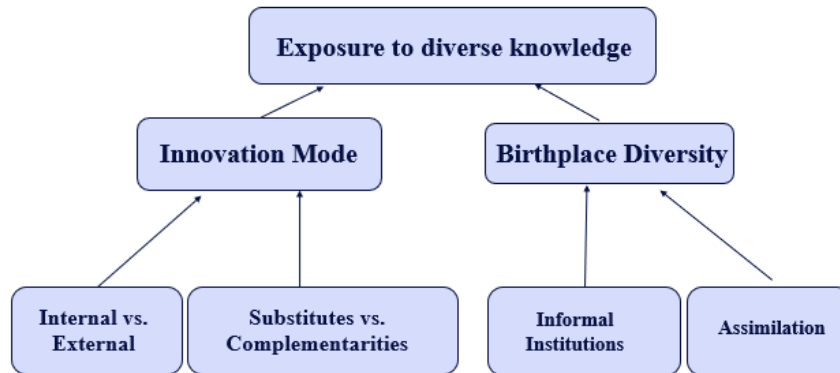 Exposure to diverse knowledge
Innovation Mode
Birthplace Diversity
Internal vs.
External
Substitutes vs.
Complementarities
Informal
Institutions
Assimilation